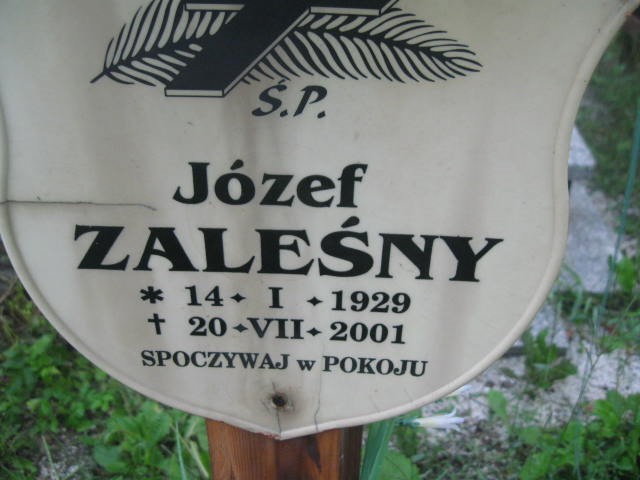 Ś.P.
Józef
ZALEŚNY
* 14 ✦ I ✦ 1929
✝ 20 ✦ VII ✦ 2001
SPOCZYWAJ w POKOJU